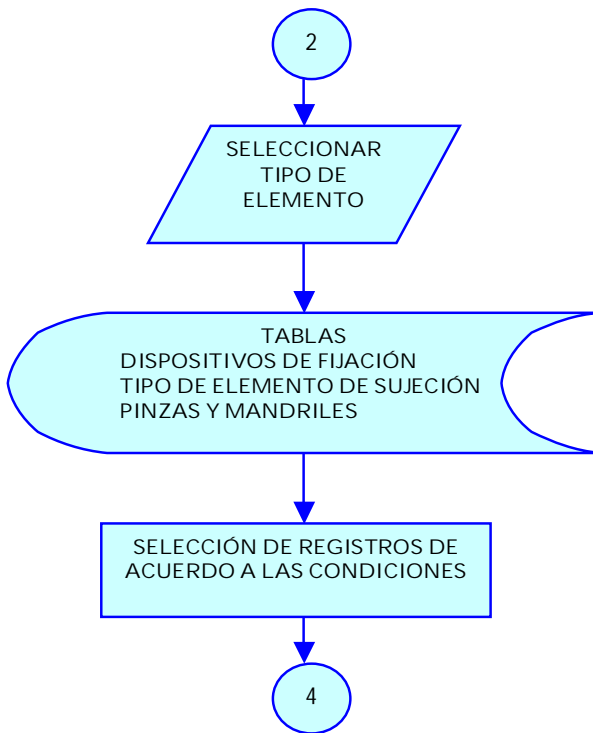 2
SELECCIONAR
TIPO DE
ELEMENTO
TABLAS
DISPOSITIVOS DE FIJACIÓN
TIPO DE ELEMENTO DE SUJECIÓN
PINZAS Y MANDRILES
SELECCIÓN DE REGISTROS DE
ACUERDO A LAS CONDICIONES
4